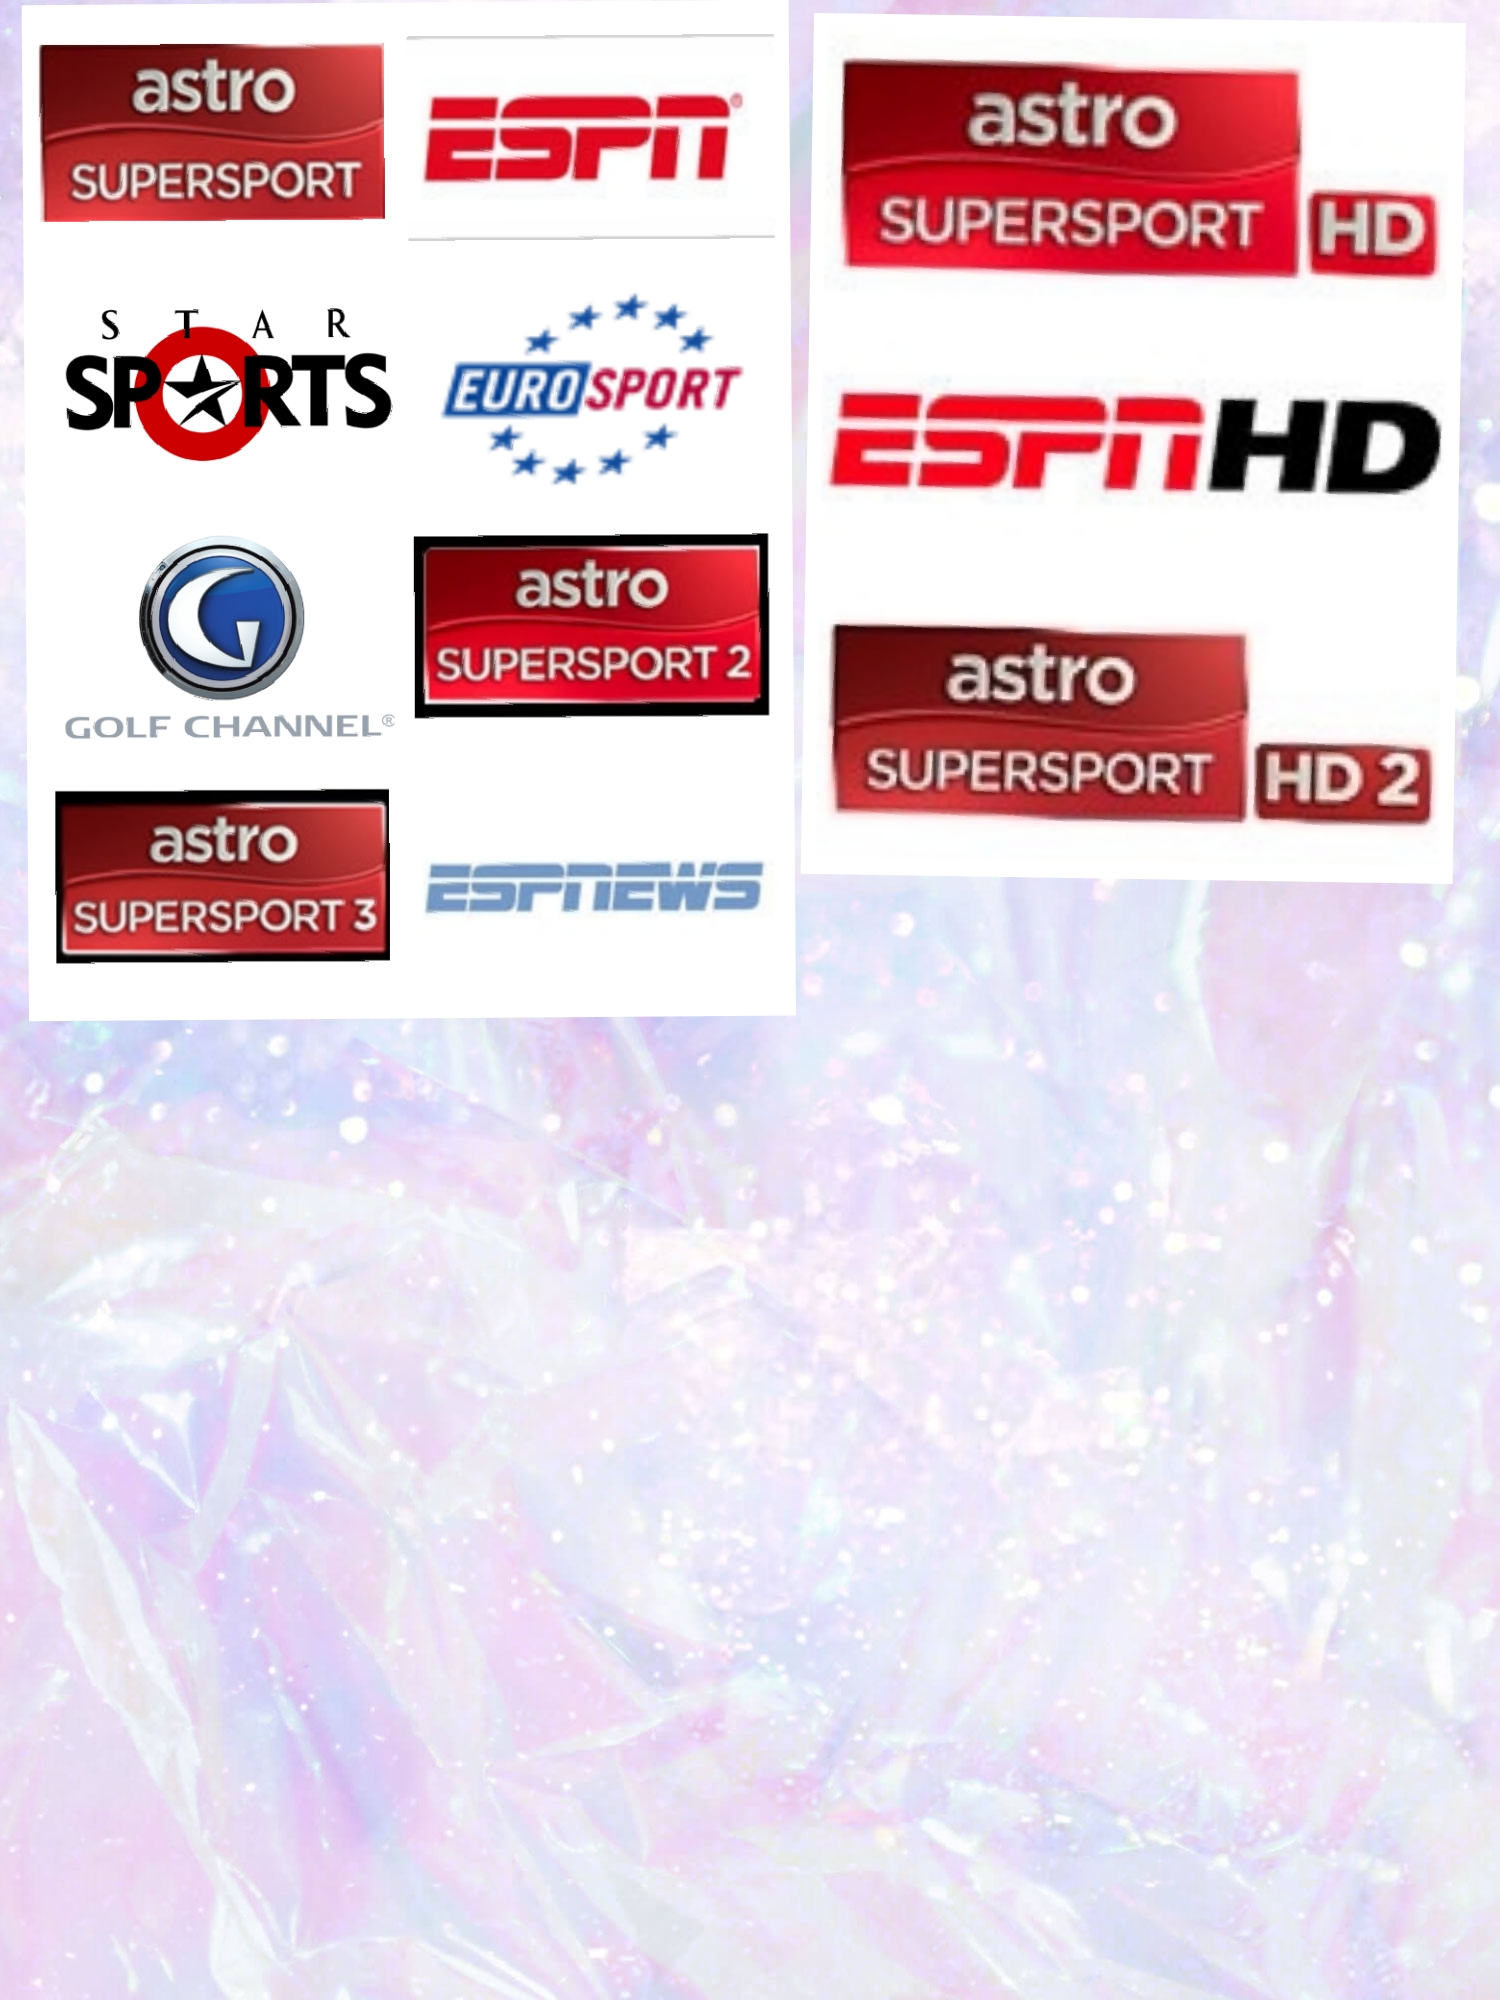 astro
SUPERSPORT
ESPN®
STAR
SPORTS
EUROSPORT
GOLF CHANNEL®
astro
SUPERSPORT 2
astro
SUPERSPORT 3
ESPNEWS
astro
SUPERSPORT HD
ESPN HD
astro
SUPERSPORT HD 2